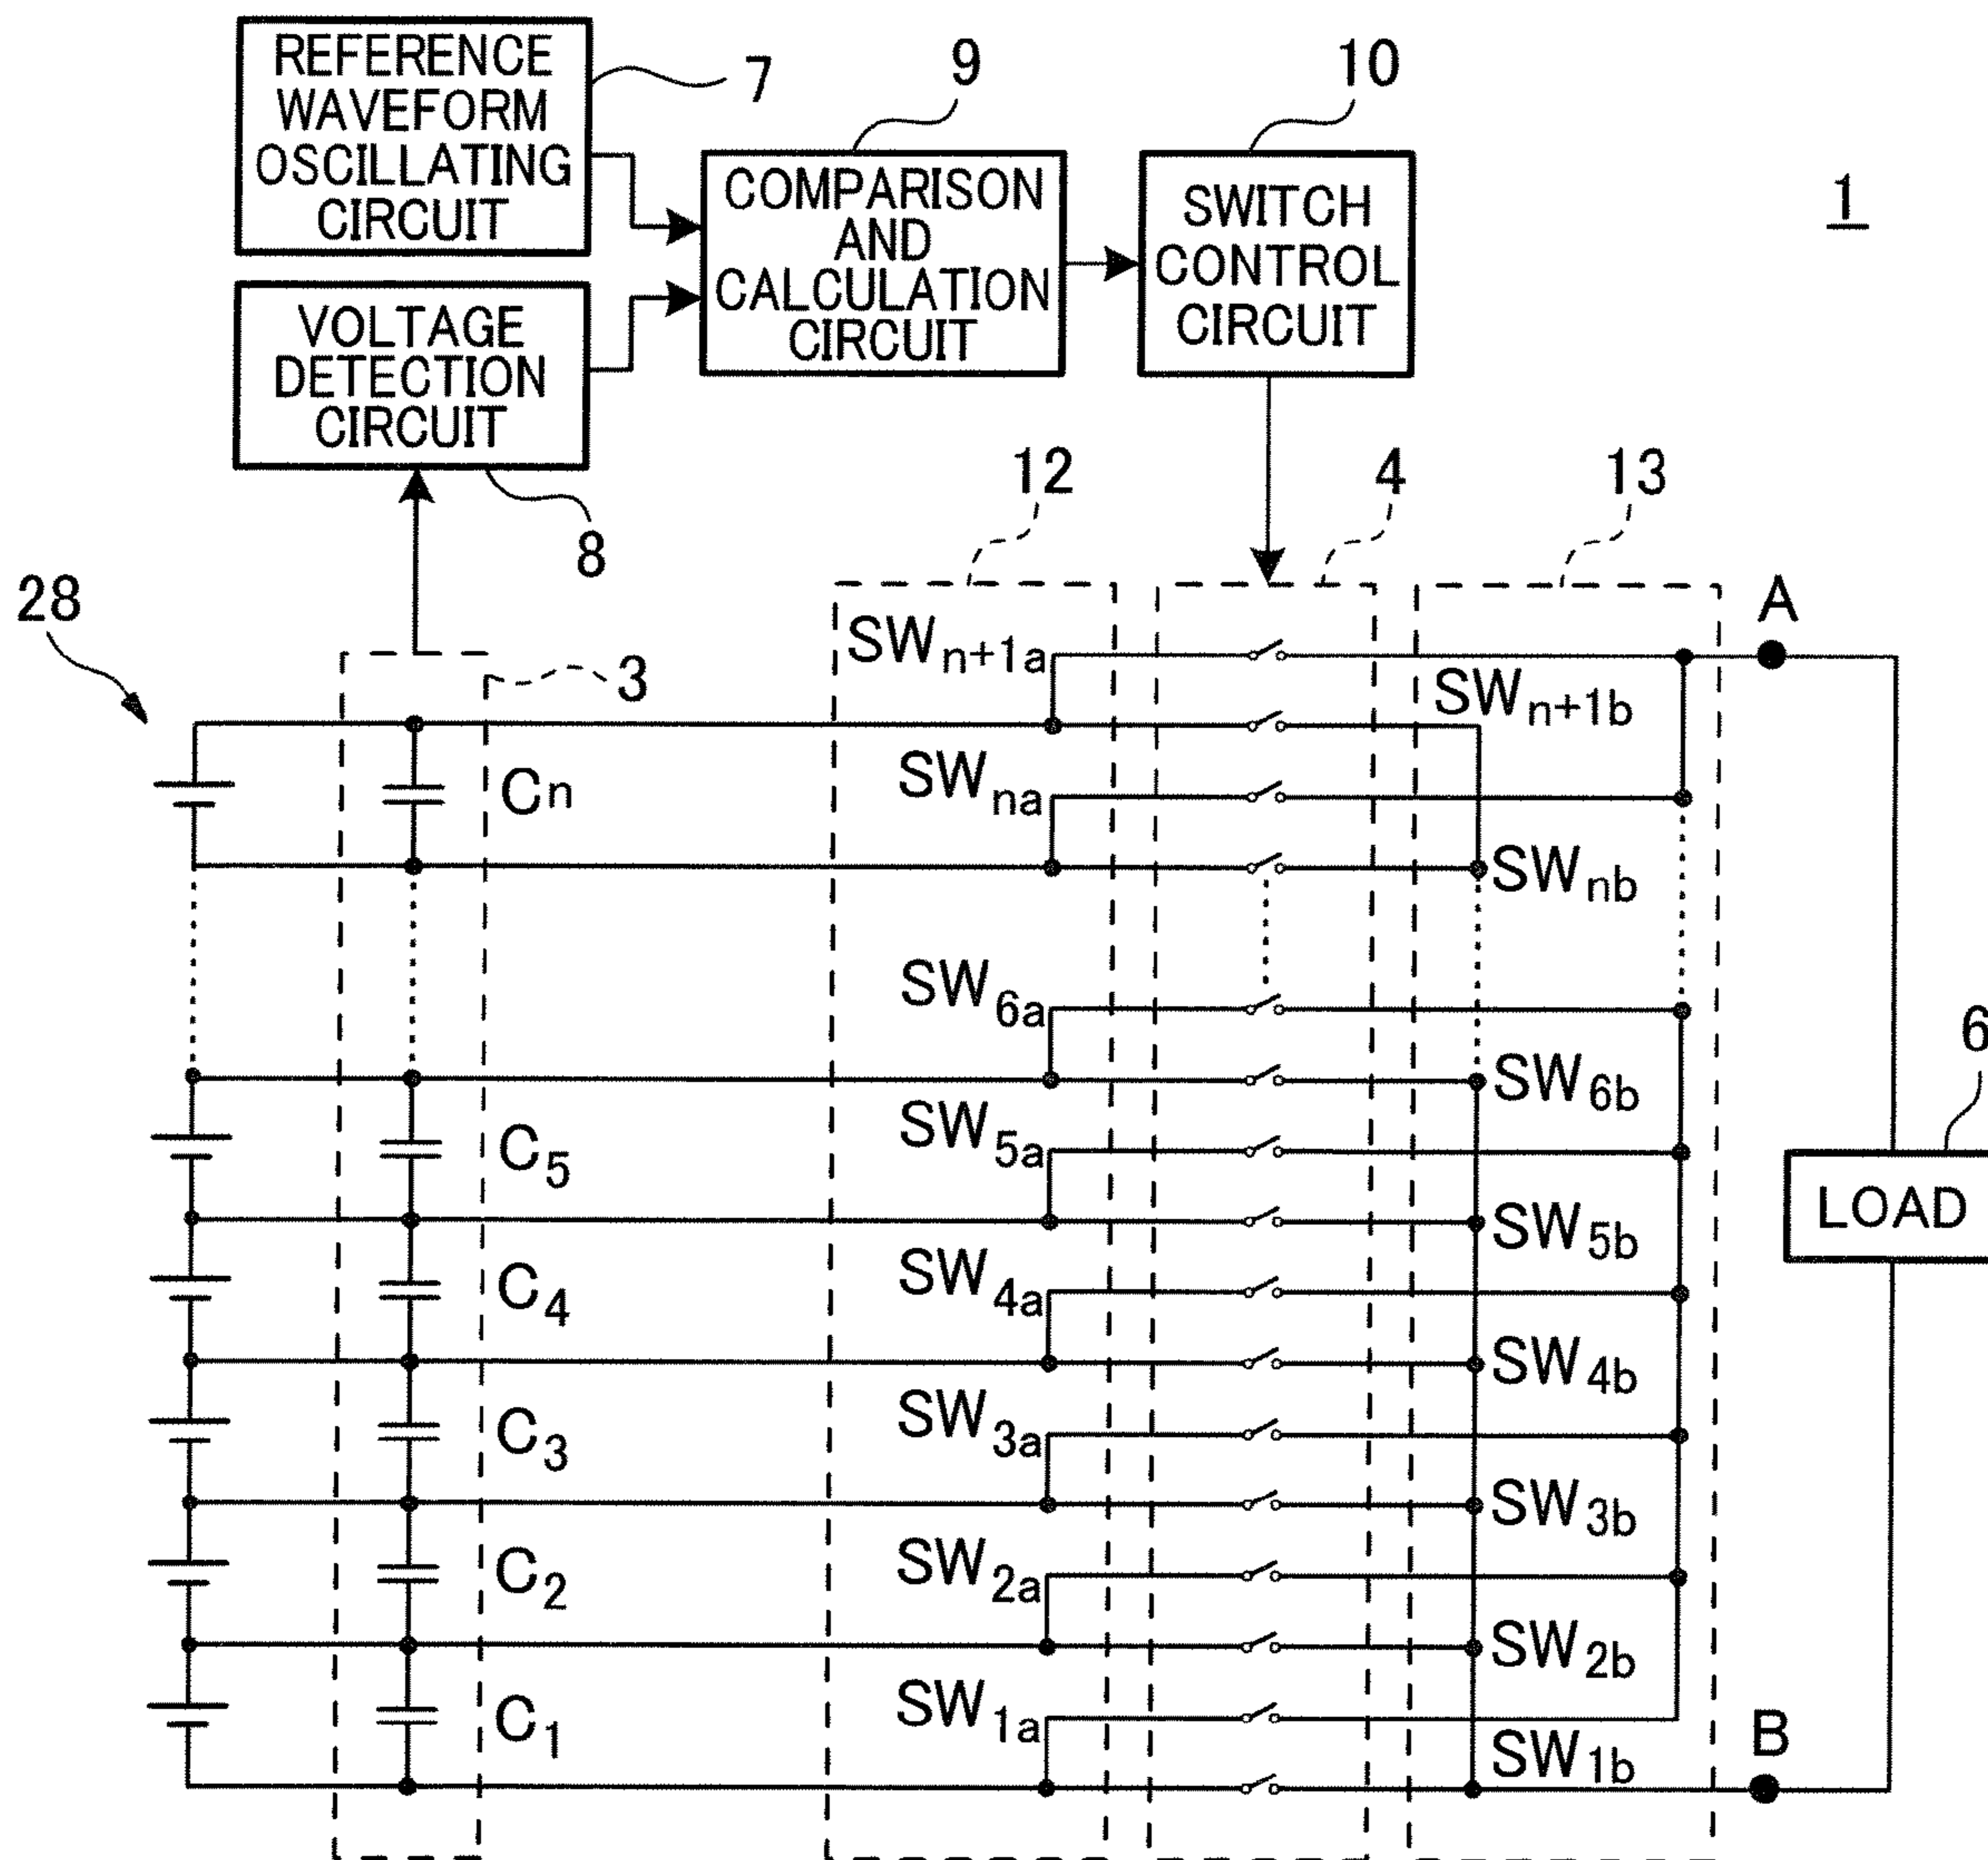 REFERENCE
WAVEFORM
OSCILLATING
CIRCUIT
7
9
10
1
COMPARISON
AND
CALCULATION
CIRCUIT
SWITCH
CONTROL
CIRCUIT
VOLTAGE
DETECTION
CIRCUIT
8
12
4
13
28
3
A
SWn+1a
SWn+1b
Cn
SWna
SWnb
SW6a
6
SW6b
SW5a
C5
LOAD
SW5b
SW4a
C4
SW4b
SW3a
C3
SW3b
SW2a
C2
SW2b
SW1a
C1
B
SW1b